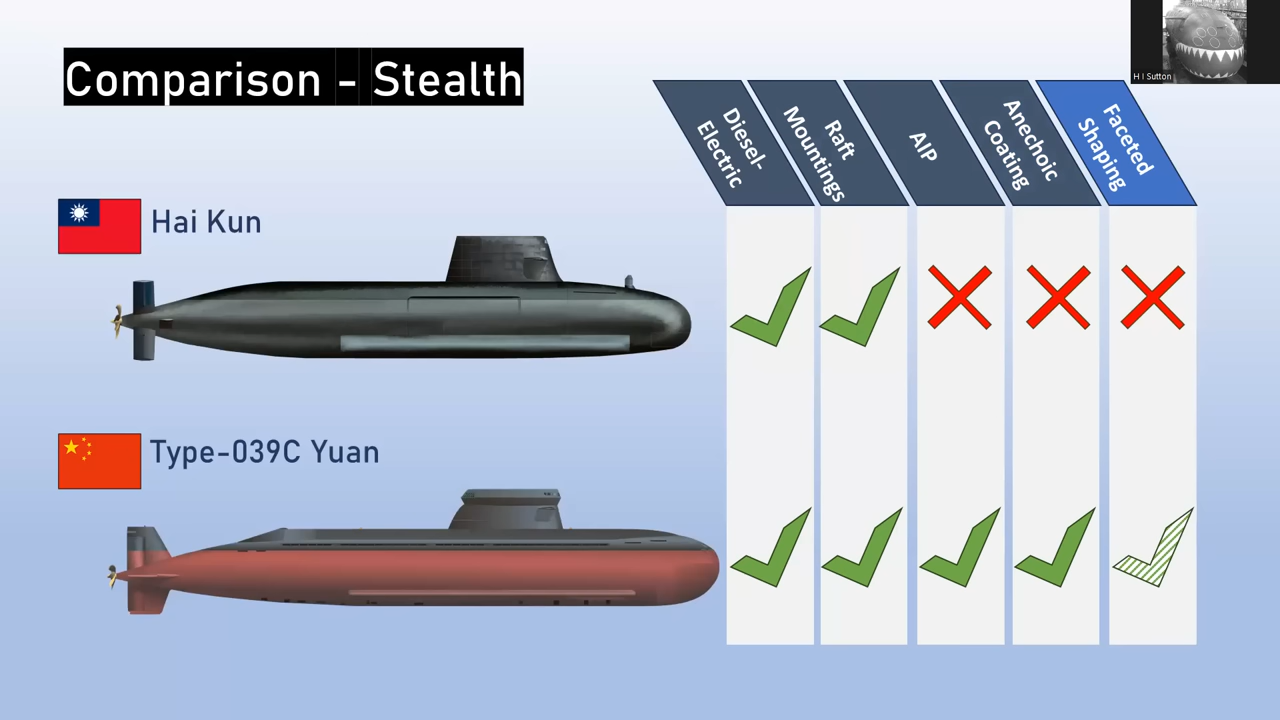 Comparison - Stealth
H I Sutton
Diesel-
Electric
Raft
Mountings
AIP
Anechoic
Coating
Faceted
Shaping
Hai Kun
Type-039C Yuan